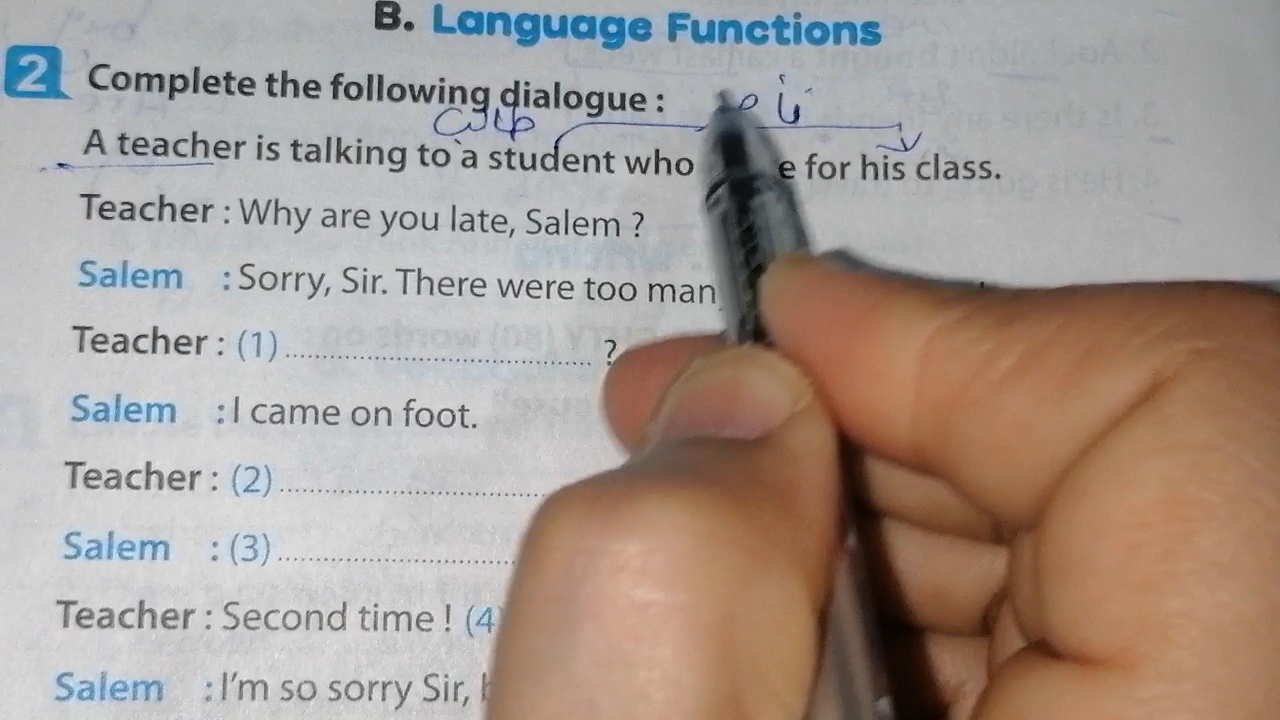 B. Language Functions
2 Complete the following dialogue :
طالب
A teacher is talking to a student who e for his class.
Teacher : Why are you late, Salem ?
Salem : Sorry, Sir. There were too man
Teacher : (1) ........................................ ?
Salem : I came on foot.
Teacher : (2) ........................................
Salem : (3) ........................................
Teacher : Second time ! (4
Salem : I'm so sorry Sir,